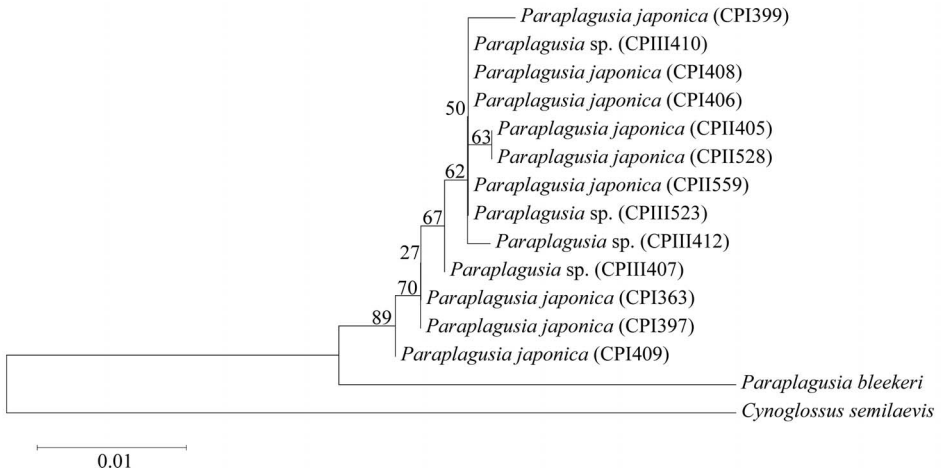 Paraplagusia japonica (CPI399)
Paraplagusia sp. (CPIII410)
Paraplagusia japonica (CPI408)
Paraplagusia japonica (CPI406)
50
Paraplagusia japonica (CPII405)
63
Paraplagusia japonica (CPII528)
62
Paraplagusia japonica (CPII559)
Paraplagusia sp. (CPIII523)
67
Paraplagusia sp. (CPIII412)
27
Paraplagusia sp. (CPIII407)
70
Paraplagusia japonica (CPI363)
89
Paraplagusia japonica (CPI397)
Paraplagusia japonica (CPI409)
Paraplagusia bleekeri
Cynoglossus semilaevis
0.01